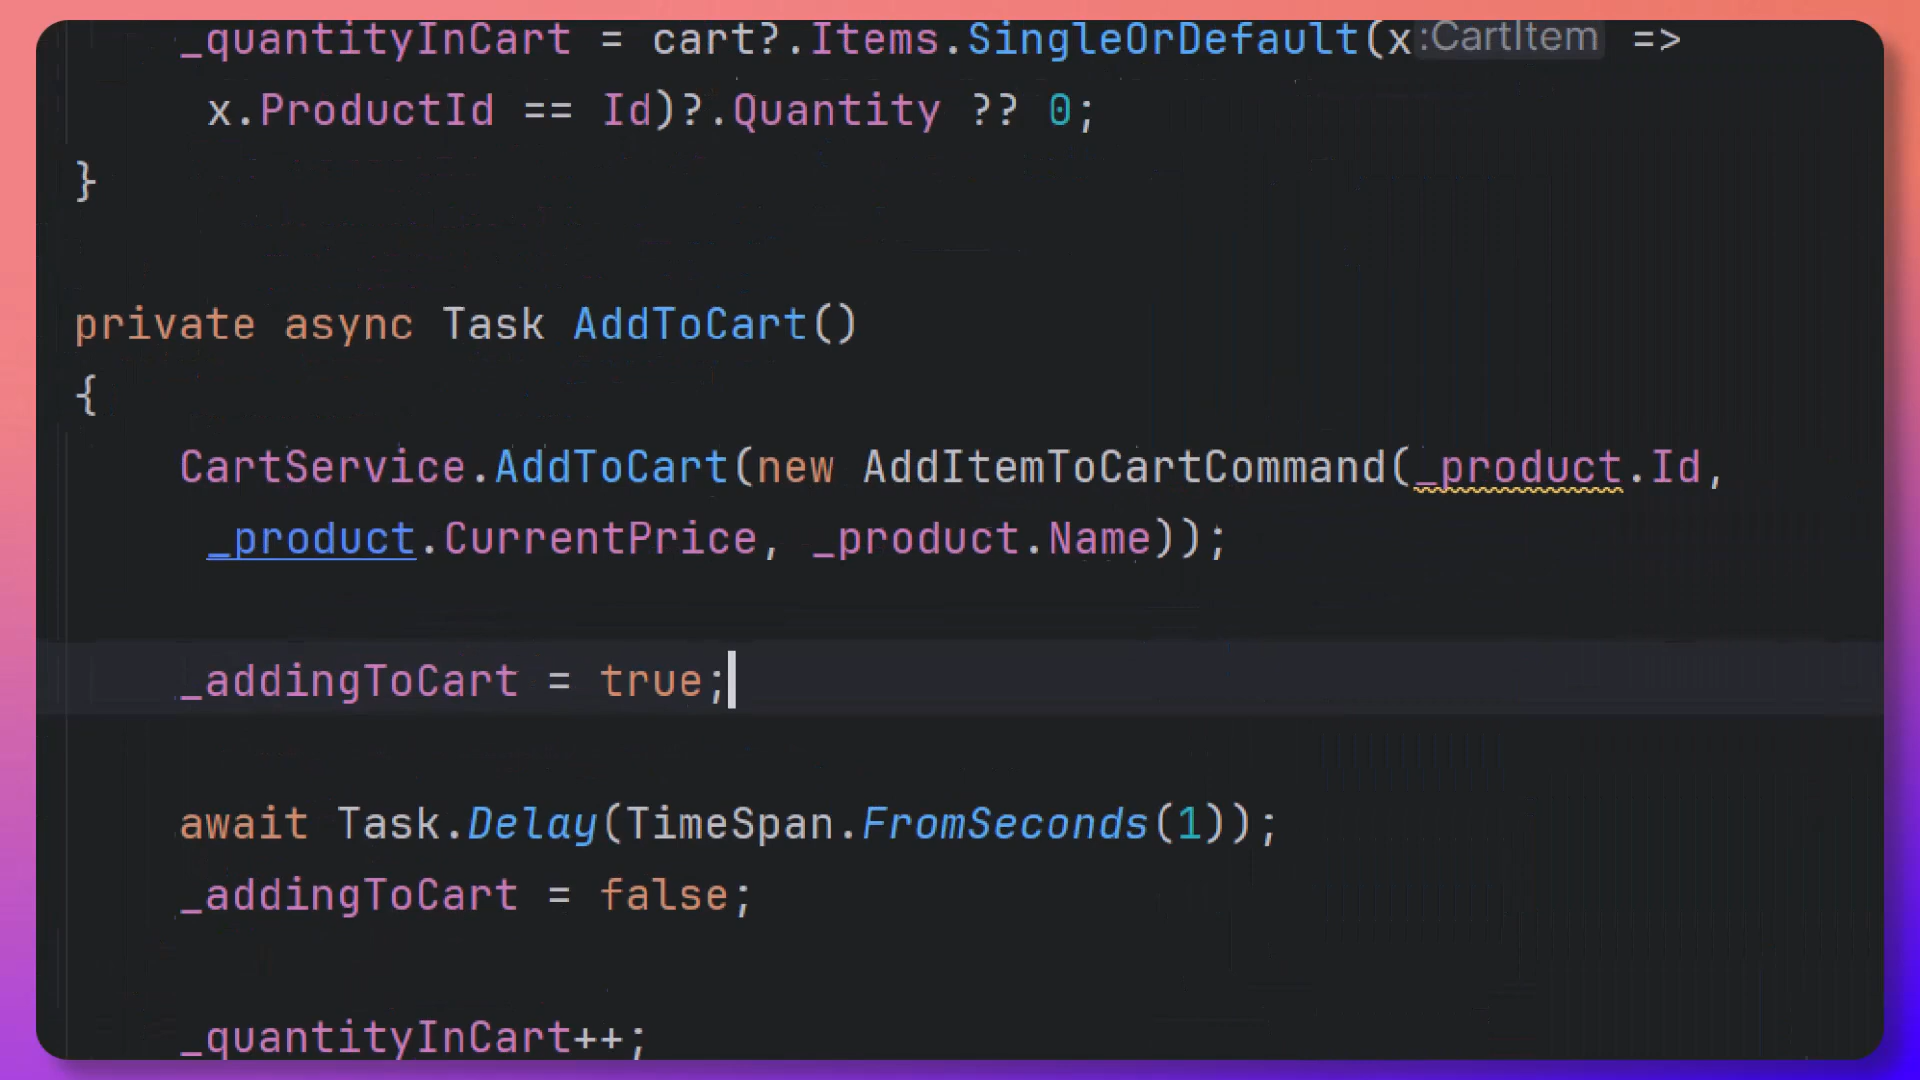 _quantityInCart = cart?.Items.SingleOrDefault(x :CartItem =>
x.ProductId == Id)?.Quantity ?? 0;
}
private async Task AddToCart()
{
CartService.AddToCart(new AddItemToCartCommand(_product.Id,
_product.CurrentPrice, _product.Name));
_addingToCart = true;
await Task.Delay(TimeSpan.FromSeconds(1));
_addingToCart = false;
_quantityInCart++;